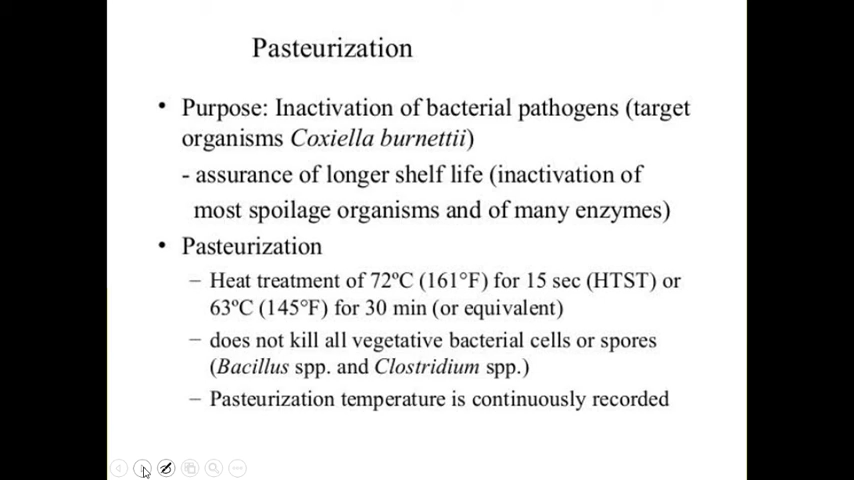 Pasteurization
• Purpose: Inactivation of bacterial pathogens (target
organisms Coxiella burnettii)
- assurance of longer shelf life (inactivation of
most spoilage organisms and of many enzymes)
• Pasteurization
– Heat treatment of 72ºC (161°F) for 15 sec (HTST) or
63ºC (145°F) for 30 min (or equivalent)
– does not kill all vegetative bacterial cells or spores
(Bacillus spp. and Clostridium spp.)
– Pasteurization temperature is continuously recorded